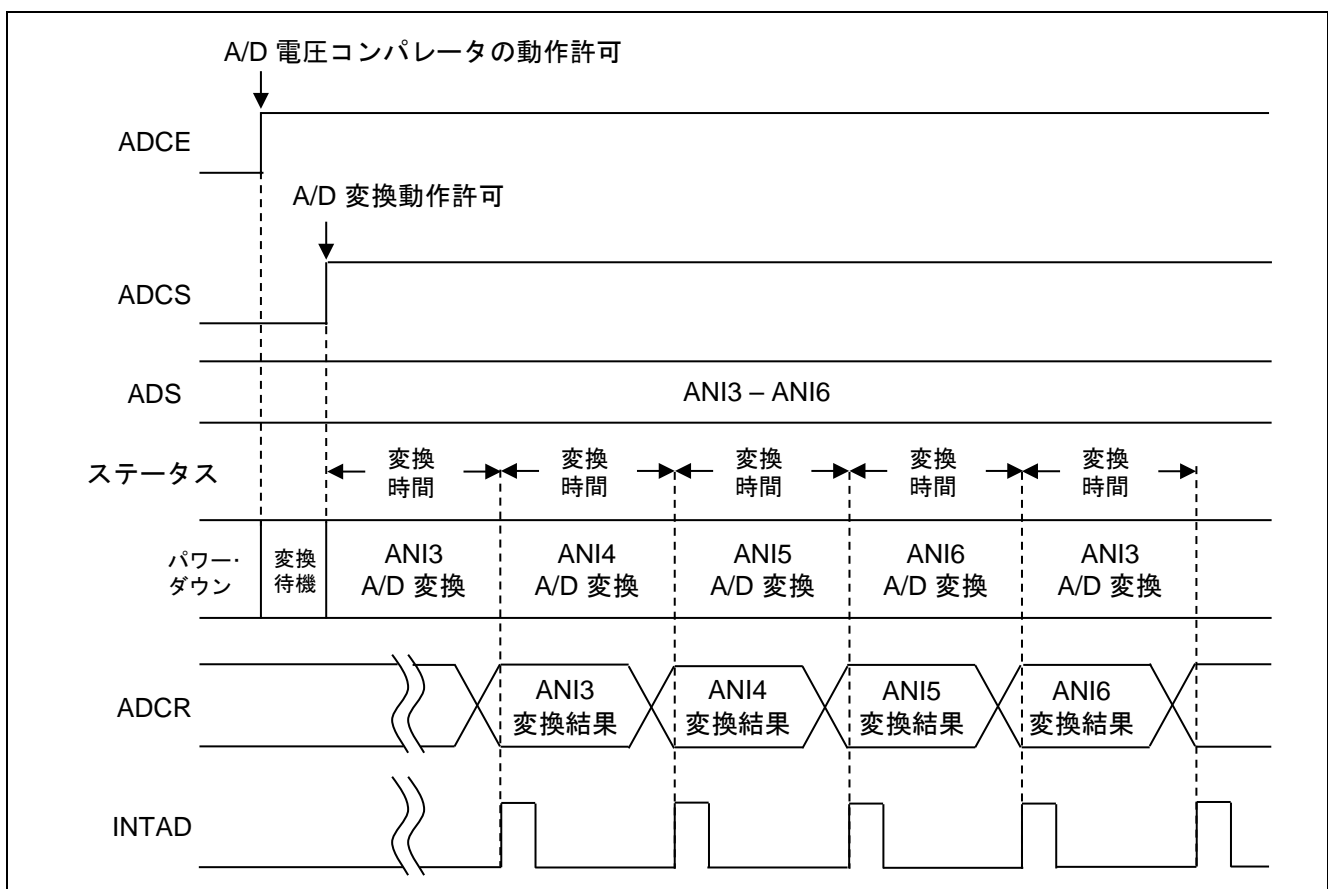 A/D 電圧コンパレータの動作許可
ADCE
A/D 変換動作許可
ADCS
ADS
ANI3 – ANI6
ステータス
変換
時間
変換
時間
変換
時間
変換
時間
変換
時間
パワー・
ダウン
変換
待機
ANI3
A/D 変換
ANI4
A/D 変換
ANI5
A/D 変換
ANI6
A/D 変換
ANI3
A/D 変換
ADCR
ANI3
変換結果
ANI4
変換結果
ANI5
変換結果
ANI6
変換結果
INTAD